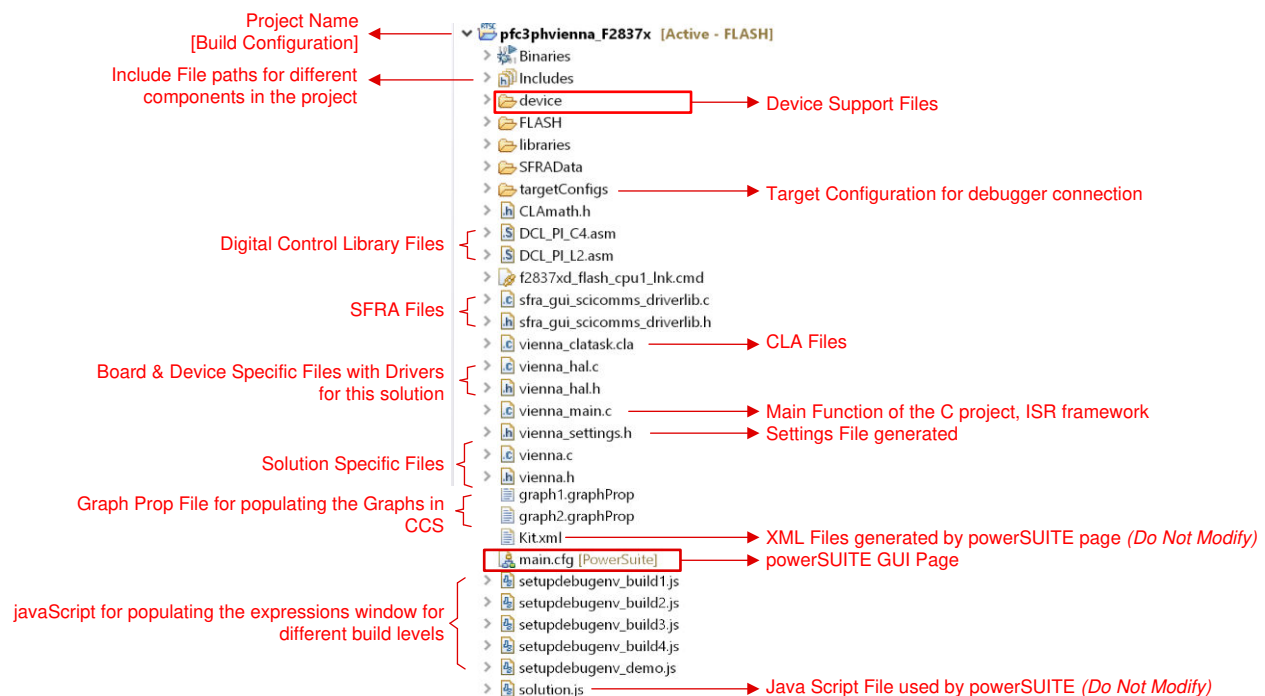 Project Name
[Build Configuration]
RTSC
pfc3phvienna_F2837x [Active - FLASH]
Binaries
Include File paths for different
components in the project
Includes
device
Device Support Files
FLASH
libraries
SFRAData
targetConfigs
Target Configuration for debugger connection
CLAmath.h
Digital Control Library Files
DCL_PI_C4.asm
DCL_PI_L2.asm
f2837xd_flash_cpu1_lnk.cmd
SFRA Files
sfra_gui_scicomms_driverlib.c
sfra_gui_scicomms_driverlib.h
vienna_clatask.cla
CLA Files
Board & Device Specific Files with Drivers
for this solution
vienna_hal.c
vienna_hal.h
vienna_main.c
Main Function of the C project, ISR framework
vienna_settings.h
Settings File generated
Solution Specific Files
vienna.c
vienna.h
Graph Prop File for populating the Graphs in
CCS
graph1.graphProp
graph2.graphProp
Kit.xml
XML Files generated by powerSUITE page (Do Not Modify)
main.cfg [PowerSuite]
powerSUITE GUI Page
javaScript for populating the expressions window for
different build levels
setupdebugenv_build1.js
setupdebugenv_build2.js
setupdebugenv_build3.js
setupdebugenv_build4.js
setupdebugenv_demo.js
solution.js
Java Script File used by powerSUITE (Do Not Modify)